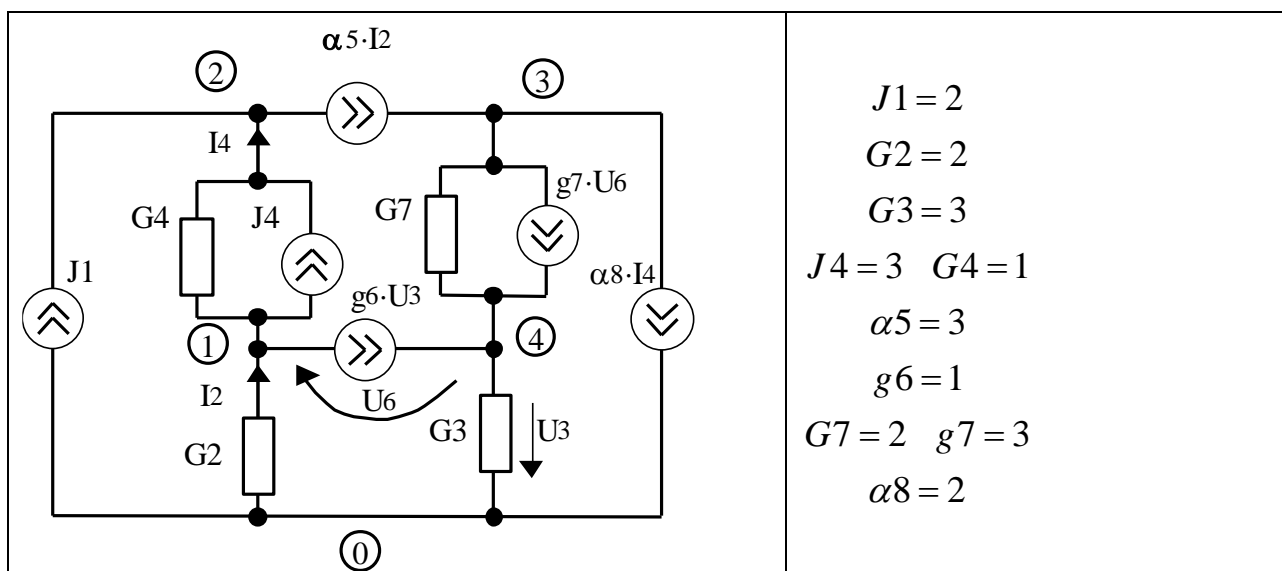 α5·I2
2
3
I4
G4
J4
G7
g7·U6
J1
g6·U3
α8·I4
1
4
I2
U6
G2
G3
U3
0
J1 = 2
G2 = 2
G3 = 3
J4 = 3 G4 = 1
α5 = 3
g6 = 1
G7 = 2 g7 = 3
α8 = 2